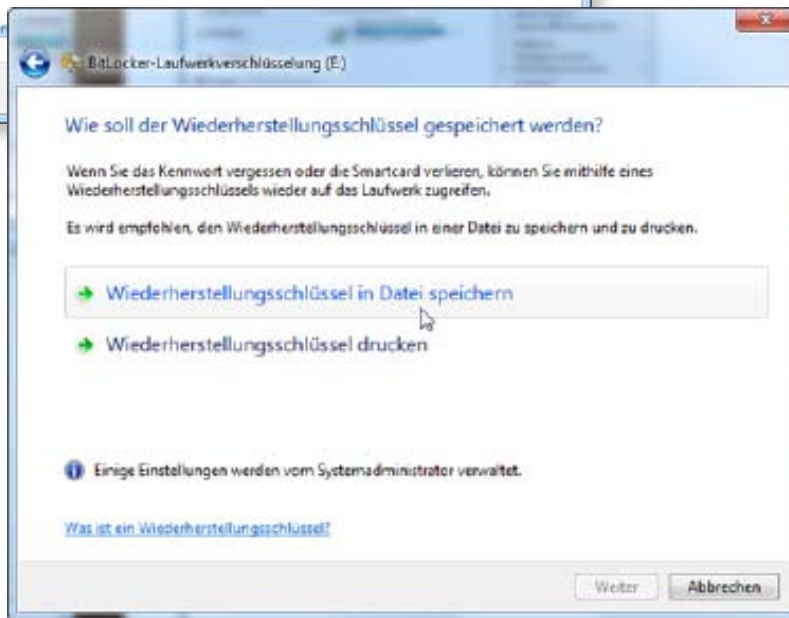 BitLocker-Laufwerkverschlüsselung (E:)
Wie soll der Wiederherstellungsschlüssel gespeichert werden?
Wenn Sie das Kennwort vergessen oder die Smartcard verlieren, können Sie mithilfe eines
Wiederherstellungsschlüssels wieder auf das Laufwerk zugreifen.
Es wird empfohlen, den Wiederherstellungsschlüssel in einer Datei zu speichern und zu drucken.
Wiederherstellungsschlüssel in Datei speichern
Wiederherstellungsschlüssel drucken
Einige Einstellungen werden vom Systemadministrator verwaltet.
Was ist ein Wiederherstellungsschlüssel?
Weiter
Abbrechen